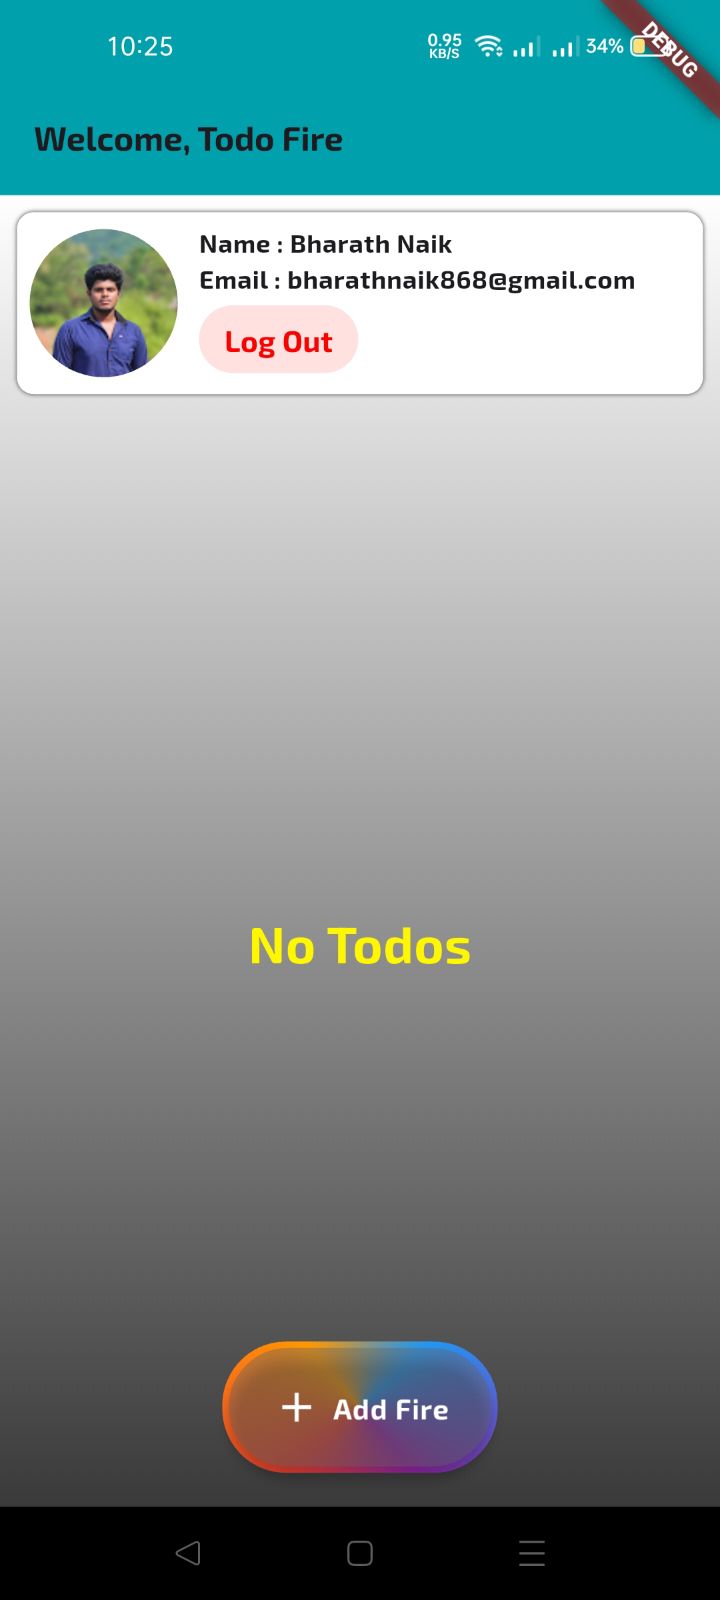 10:25
0.95
KB/S
34%
DEBUG
Welcome, Todo Fire
Name : Bharath Naik
Email : bharathnaik868@gmail.com
Log Out
No Todos
+ Add Fire